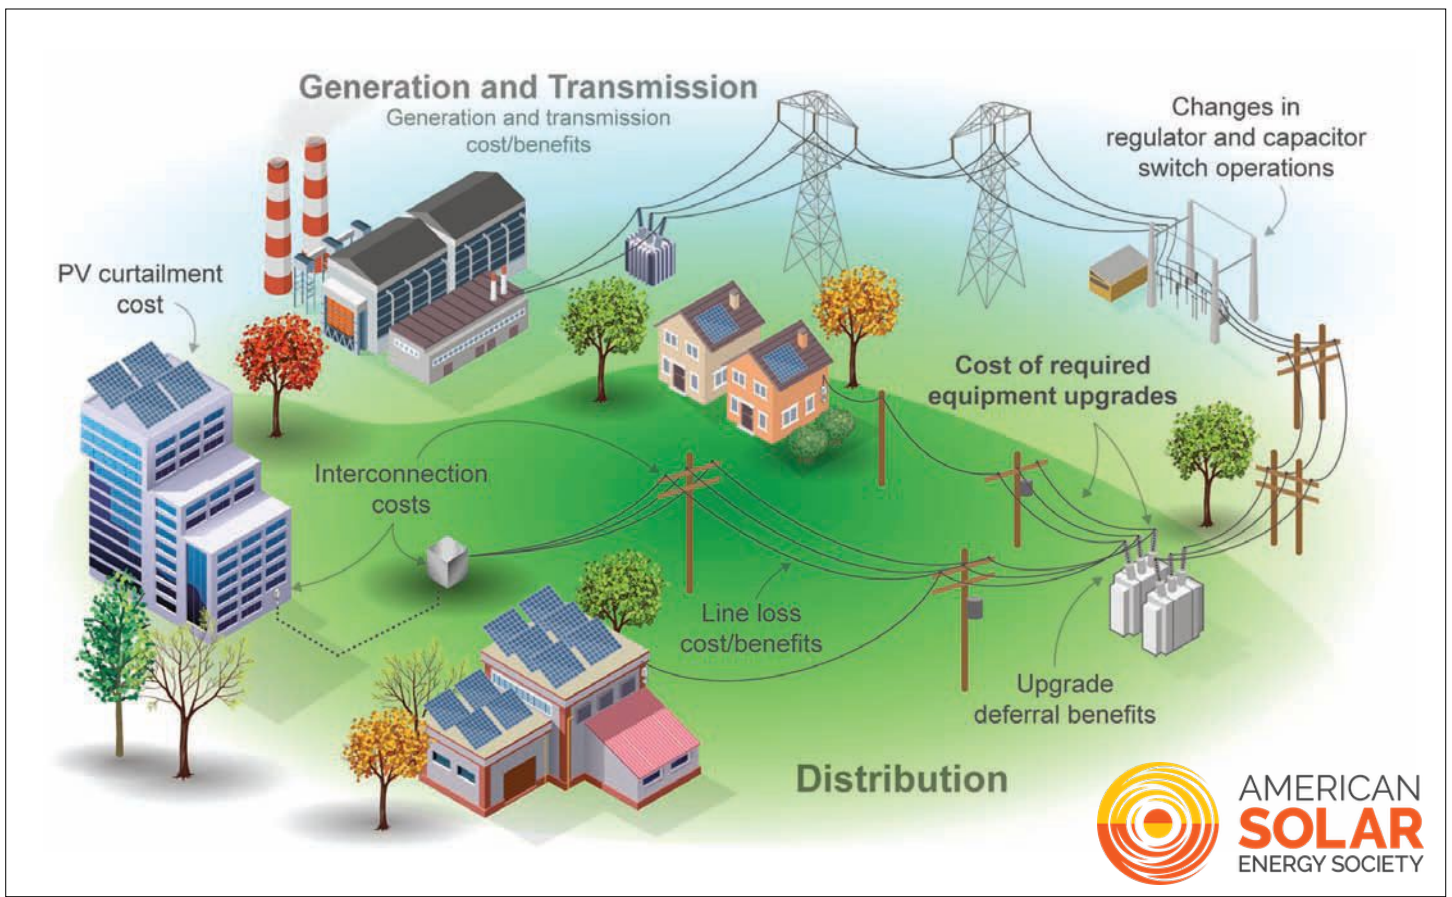 Generation and Transmission
Generation and transmission
cost/benefits
Changes in
regulator and capacitor
switch operations
PV curtailment
cost
Cost of required
equipment upgrades
Interconnection
costs
Line loss
cost/benefits
Upgrade
deferral benefits
Distribution
AMERICAN
SOLAR
ENERGY SOCIETY